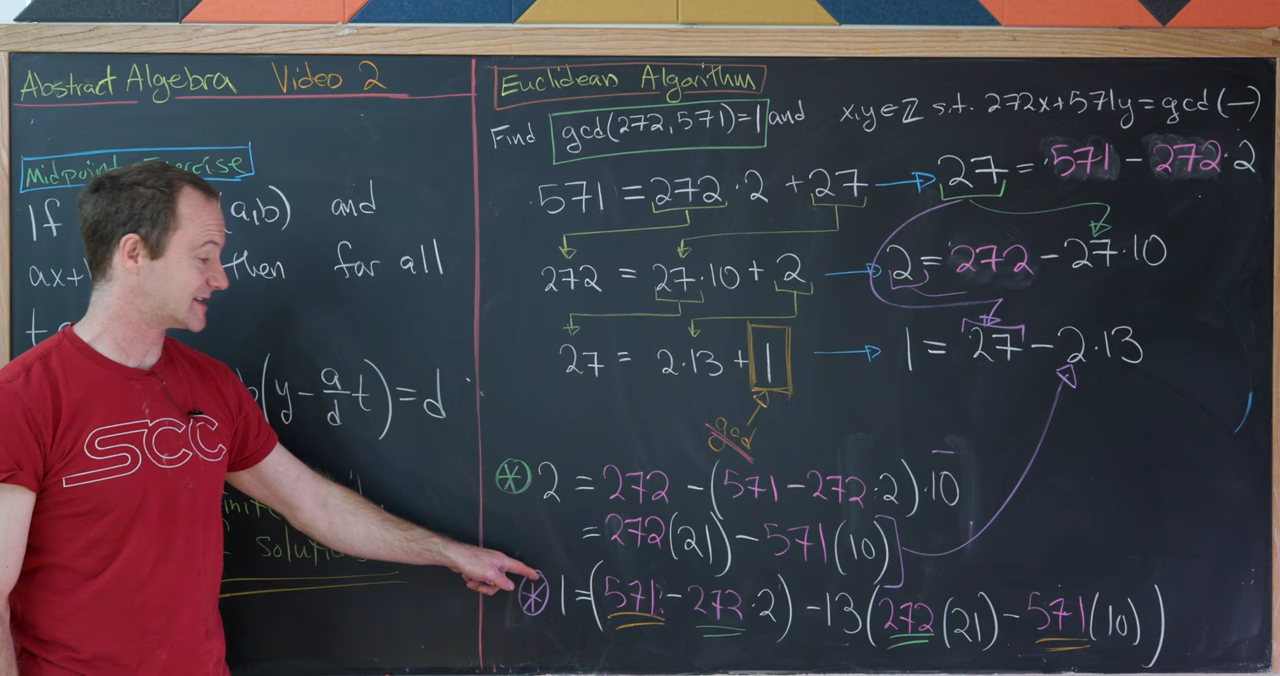 Abstract Algebra Video 2
Midpoint Exercise
If (a,b) and
ax+ then for all
(y - a/d t) = d
solution
Euclidean Algorithm
Find gcd(272,571)=1 and x,y∈ℤ s.t. 272x+571y=gcd(—)
571 = 272·2 + 27 → 27 = 571 - 272·2
272 = 27·10 + 2 → 2 = 272 - 27·10
27 = 2·13 + 1 → 1 = 27 - 2·13
gcd
* 2 = 272 - (571 - 272·2)·10
= 272(21) - 571(10)
* 1 = (571 - 272·2) - 13(272(21) - 571(10))
SCC